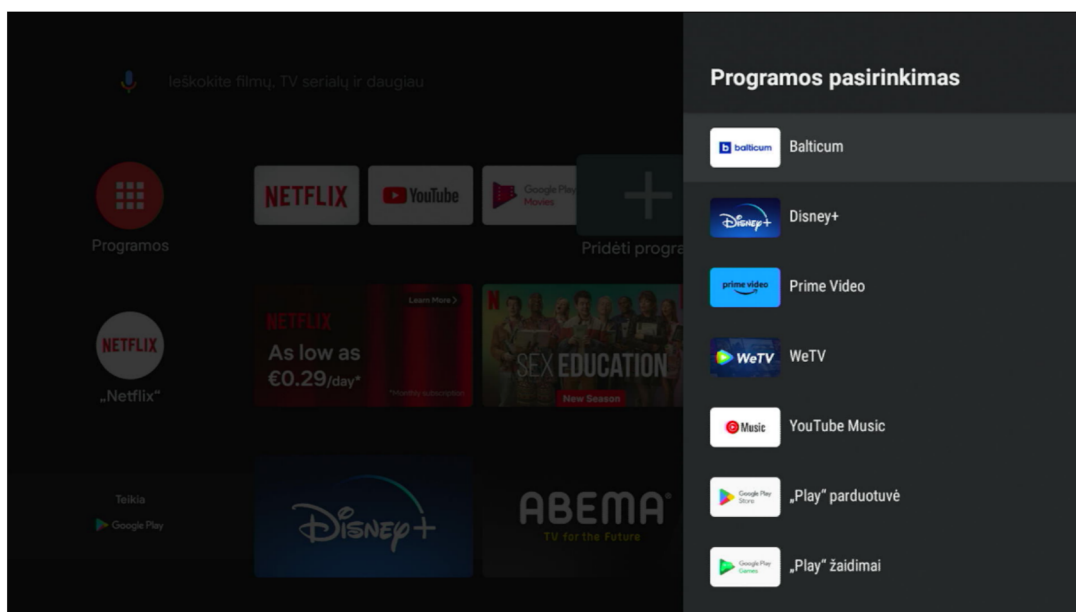 Ieškokite filmų, TV serialų ir daugiau
Programos
NETFLIX
YouTube
Google Play
Movies
Pridėti progra
NETFLIX
„Netflix“
Learn More >
NETFLIX
As low as
€0.29/day*
N
SEX EDUCATION
New Season
Teikia
Google Play
Disney+
ABEMA
TV for the Future
Programos pasirinkimas
balticum
Balticum
Disney+
Disney+
prime video
Prime Video
WeTV
WeTV
Music
YouTube Music
Google Play
Store
„Play“ parduotuvė
Google Play
Games
„Play“ žaidimai